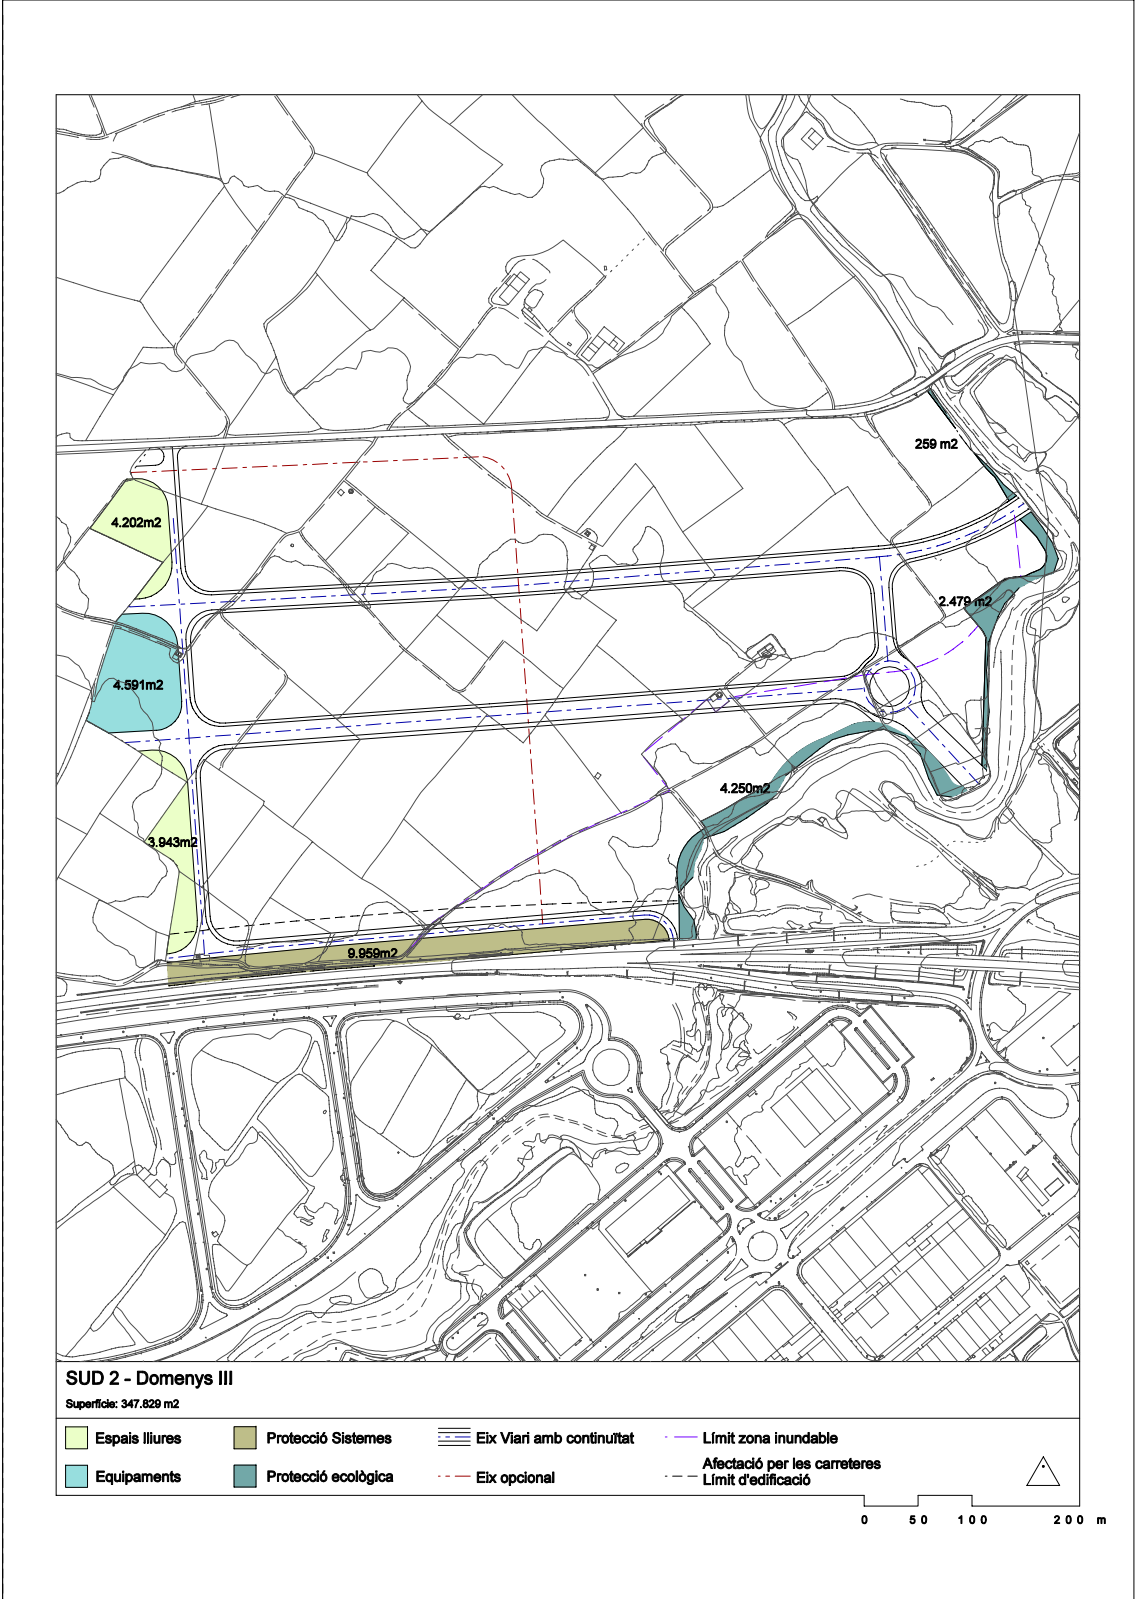 259 m2
4.202m2
2.479 m2
4.591m2
4.250m2
3.943m2
9.959m2
SUD 2 - Domenys III
Superfície: 347.829 m2
Espais lliures
Protecció Sistemes
Eix Viari amb continuïtat
Límit zona inundable
Equipaments
Protecció ecològica
Eix opcional
Afectació per les carreteres
Límit d'edificació
0 50 100 200 m